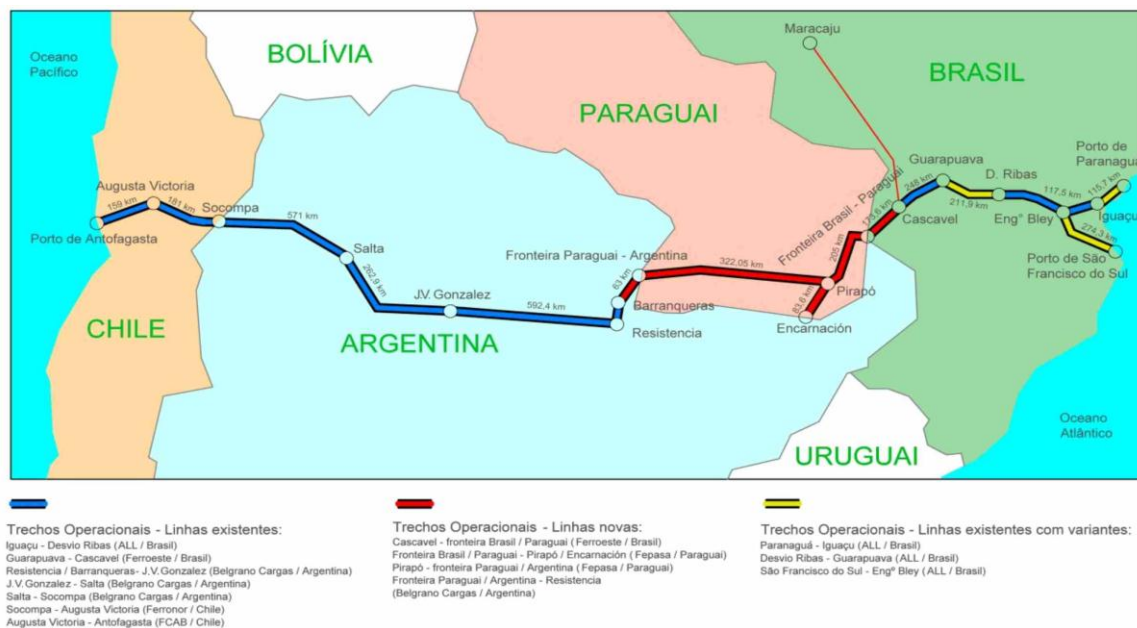 Maracaju
Oceano
Pacífico
BOLÍVIA
BRASIL
PARAGUAI
Porto de
Paranaguá
Guarapuava
D. Ribas
Augusta Victoria
159 km
181 km
Socompa
571 km
Porto de Antofagasta
248 km
211,9 km
117,5 km
115,7 km
Iguaçu
Engº Bley
274,3 km
Cascavel
173,6 km
Fronteira Brasil - Paraguai
Porto de São
Francisco do Sul
Salta
262,9 km
Fronteira Paraguai - Argentina
322,05 km
205 km
63 km
Pirapó
83,6 km
J.V. Gonzalez
592,4 km
Barranqueras
Resistencia
Encarnación
CHILE
ARGENTINA
Oceano
Atlântico
URUGUAI
Trechos Operacionais - Linhas existentes:
Iguaçu - Desvio Ribas (ALL / Brasil)
Guarapuava - Cascavel (Ferroeste / Brasil)
Resistencia / Barranqueras- J.V.Gonzalez (Belgrano Cargas / Argentina)
J.V.Gonzalez - Salta (Belgrano Cargas / Argentina)
Salta - Socompa (Belgrano Cargas / Argentina)
Socompa - Augusta Victoria (Ferronor / Chile)
Augusta Victoria - Antofagasta (FCAB / Chile)
Trechos Operacionais - Linhas novas:
Cascavel - fronteira Brasil / Paraguai (Ferroeste / Brasil)
Fronteira Brasil / Paraguai - Pirapó / Encarnación (Fepasa / Paraguai)
Pirapó - fronteira Paraguai / Argentina (Fepasa / Paraguai)
Fronteira Paraguai / Argentina - Resistencia
(Belgrano Cargas / Argentina)
Trechos Operacionais - Linhas existentes com variantes:
Paranaguá - Iguaçu (ALL / Brasil)
Desvio Ribas - Guarapuava (ALL / Brasil)
São Francisco do Sul - Engº Bley (ALL / Brasil)